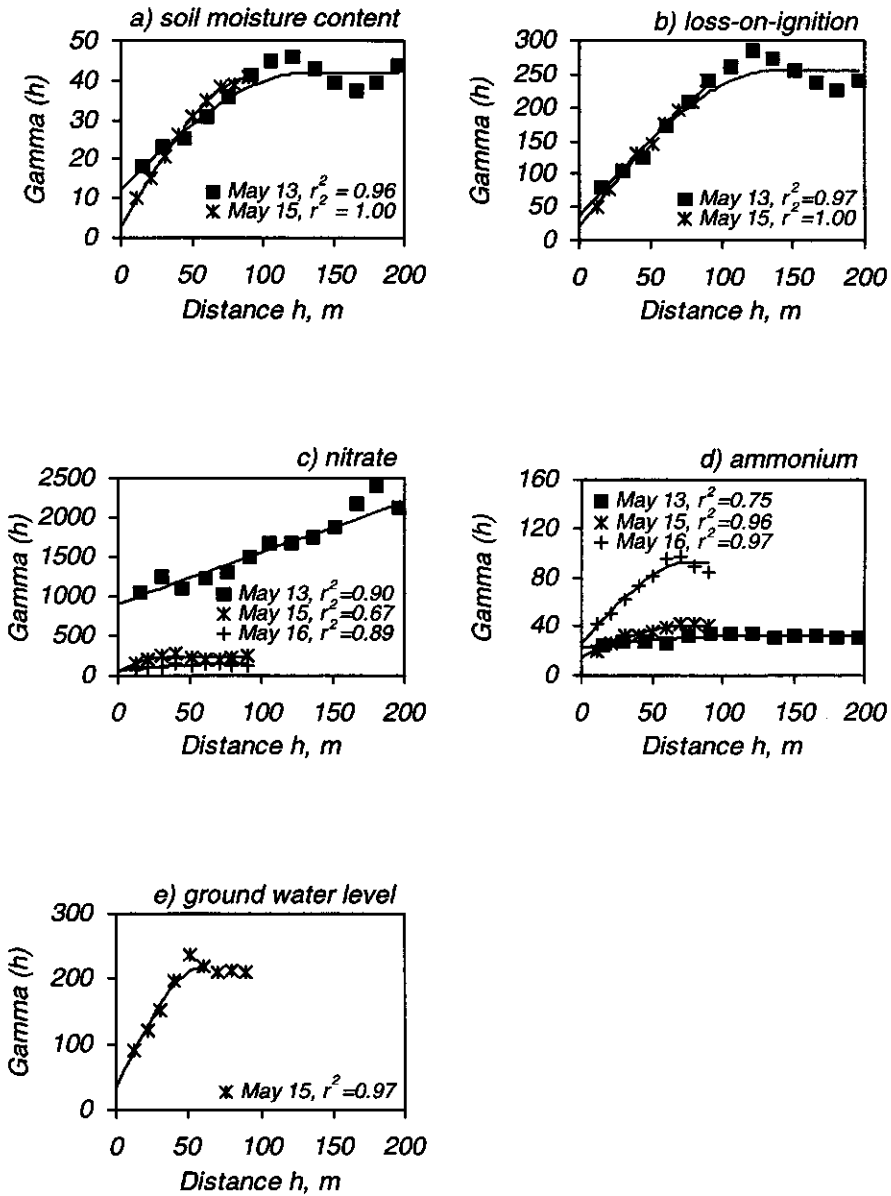 a) soil moisture content
Gamma (h)
60
50
40
30
20
10
0
May 13, r² = 0.96
May 15, r² = 1.00
0 50 100 150 200
Distance h, m
b) loss-on-ignition
Gamma (h)
300
250
200
150
100
50
0
May 13, r²=0.97
May 15, r²=1.00
0 50 100 150 200
Distance h, m
c) nitrate
Gamma (h)
2500
2000
1500
1000
500
0
May 13, r²=0.90
May 15, r²=0.67
May 16, r²=0.89
0 50 100 150 200
Distance h, m
d) ammonium
Gamma (h)
160
120
80
40
0
May 13, r²=0.75
May 15, r²=0.96
May 16, r²=0.97
0 50 100 150 200
Distance h, m
e) ground water level
Gamma (h)
300
200
100
0
May 15, r²=0.97
0 50 100 150 200
Distance h, m